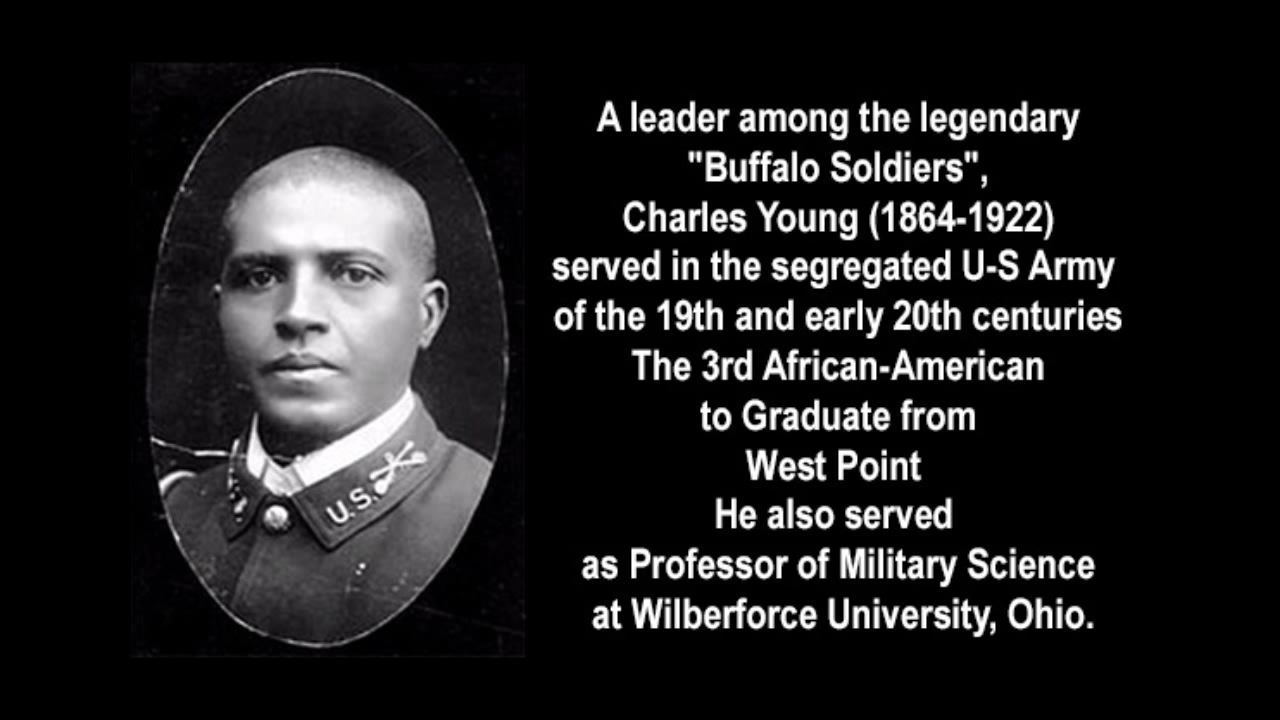 A leader among the legendary
"Buffalo Soldiers",
Charles Young (1864-1922)
served in the segregated U-S Army
of the 19th and early 20th centuries
The 3rd African-American
to Graduate from
West Point
He also served
as Professor of Military Science
at Wilberforce University, Ohio.
U.S.